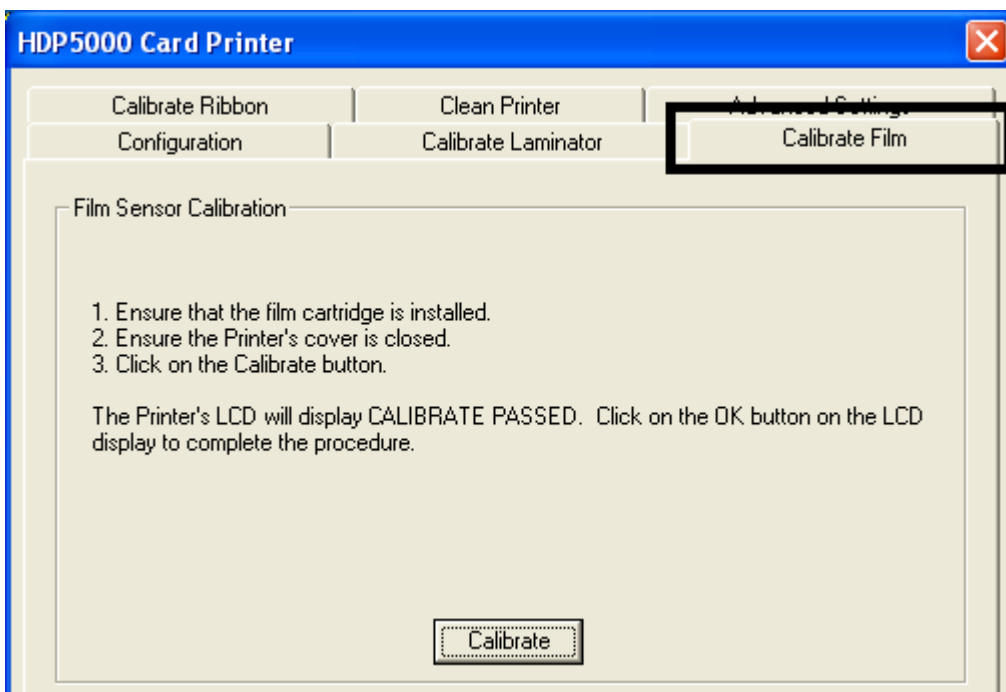 HDP5000 Card Printer
Calibrate Ribbon
Clean Printer
Advanced Settings
Configuration
Calibrate Laminator
Calibrate Film
Film Sensor Calibration
1. Ensure that the film cartridge is installed.
2. Ensure the Printer's cover is closed.
3. Click on the Calibrate button.
The Printer's LCD will display CALIBRATE PASSED. Click on the OK button on the LCD
display to complete the procedure.
Calibrate